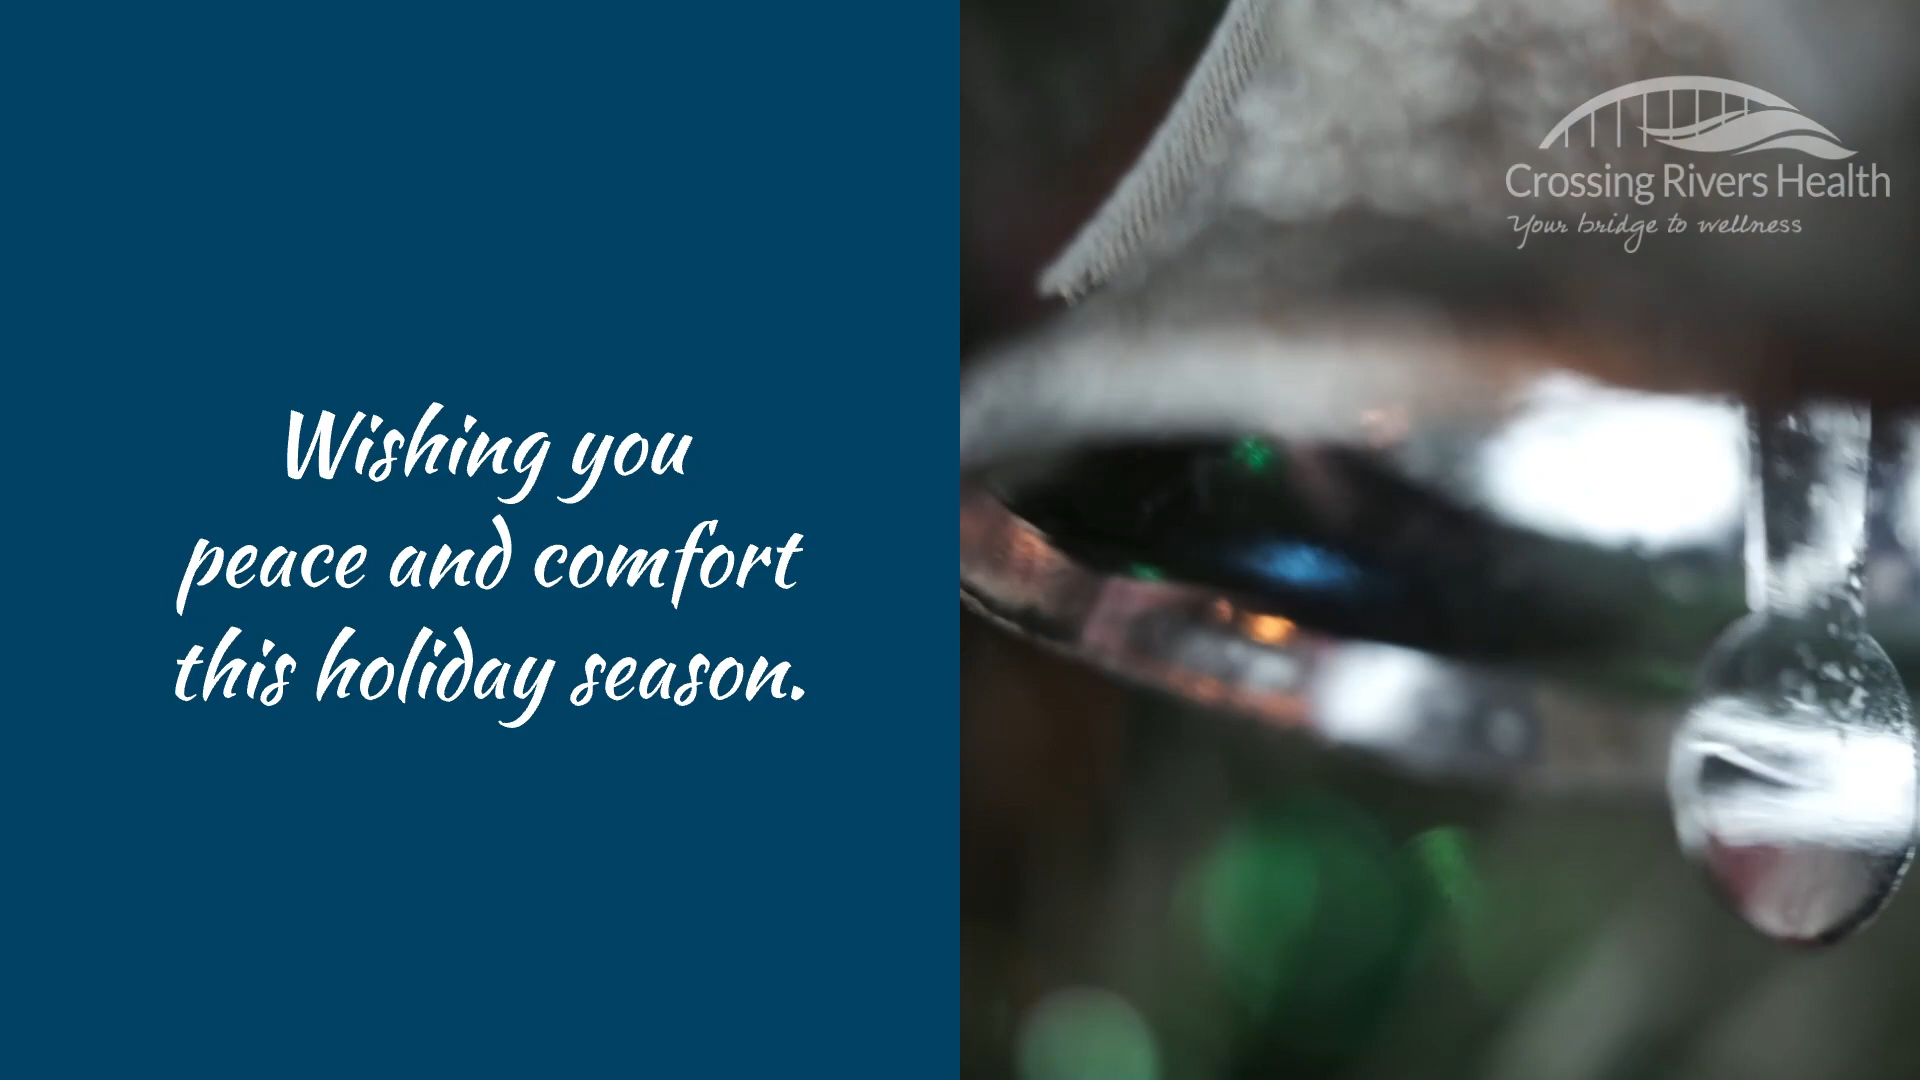 Wishing you
peace and comfort
this holiday season.
Crossing Rivers Health
Your bridge to wellness